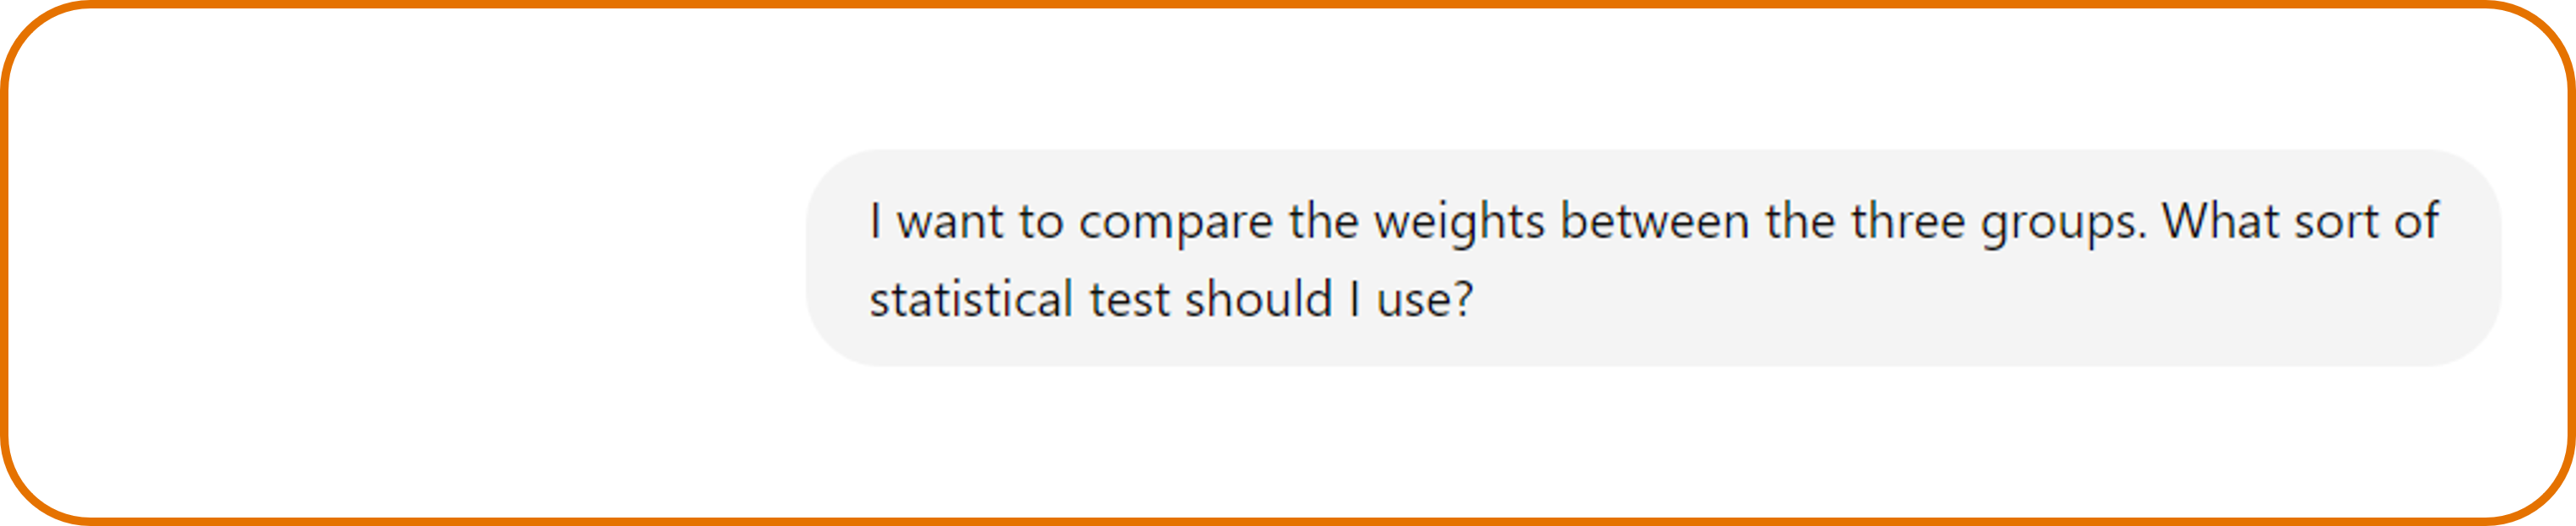 I want to compare the weights between the three groups. What sort of
statistical test should I use?